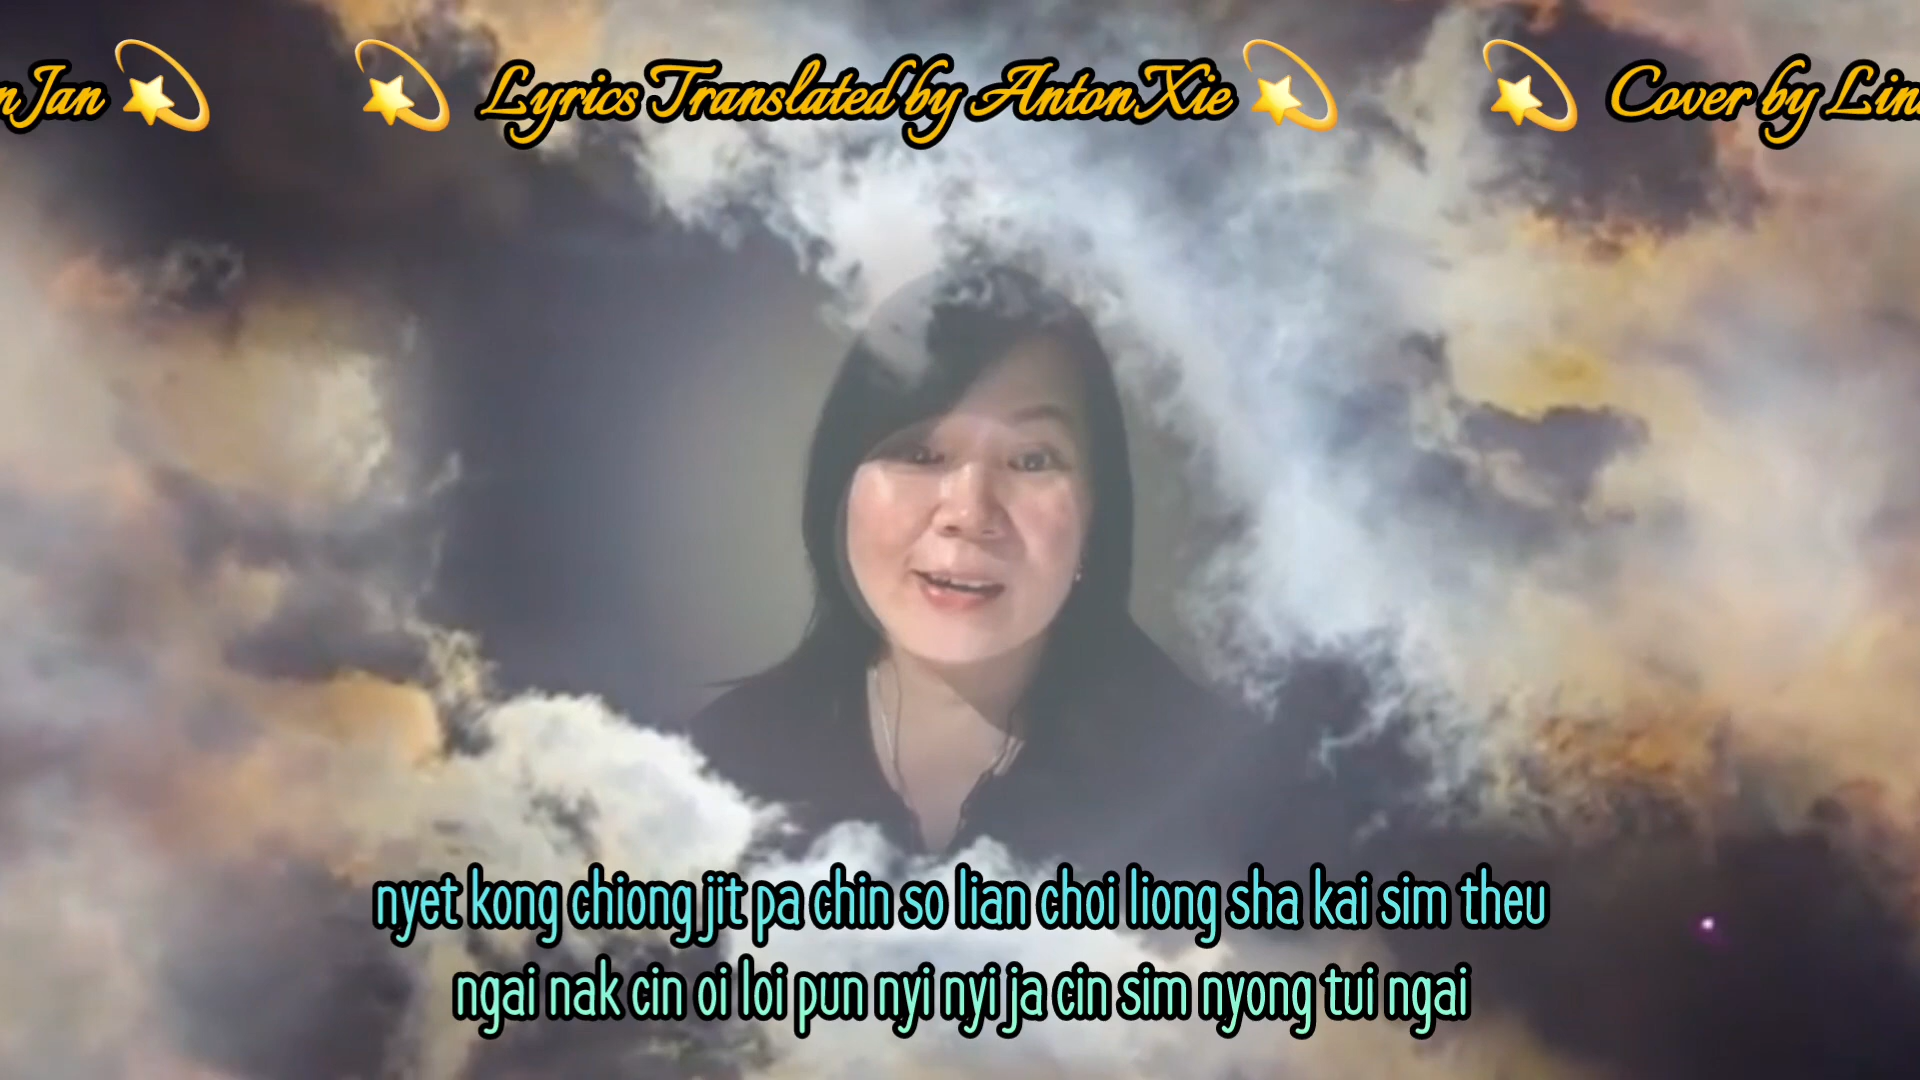 nJan 💫 💫 Lyrics Translated by AntonXie 💫 💫 Cover by Lin
nyet kong chiong jit pa chin so lian choi liong sha kai sim theu
ngai nak cin oi loi pun nyi nyi ja cin sim nyong tui ngai